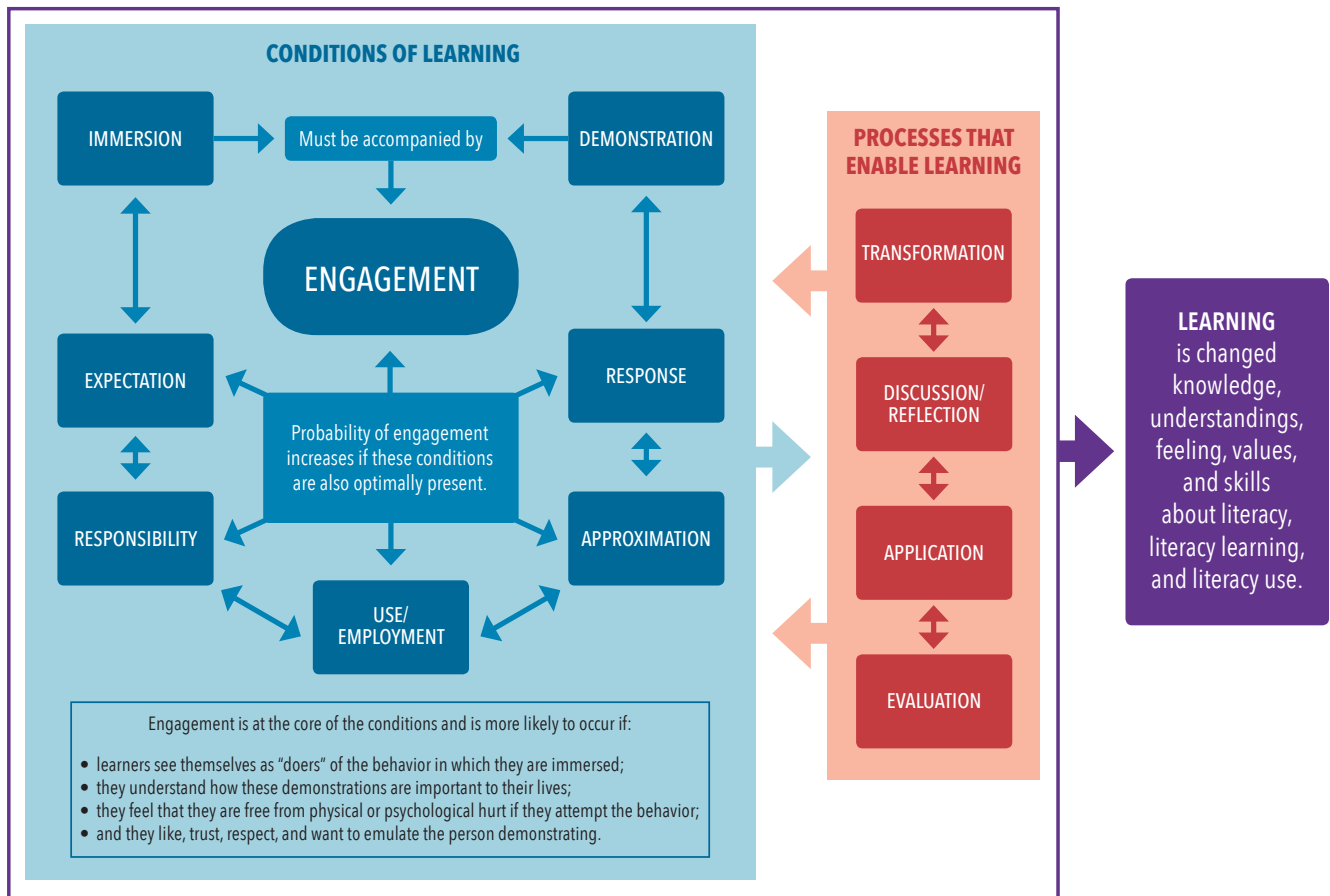 CONDITIONS OF LEARNING
IMMERSION
Must be accompanied by
DEMONSTRATION
ENGAGEMENT
EXPECTATION
RESPONSE
Probability of engagement
increases if these conditions
are also optimally present.
RESPONSIBILITY
APPROXIMATION
USE/
EMPLOYMENT
Engagement is at the core of the conditions and is more likely to occur if:
• learners see themselves as “doers” of the behavior in which they are immersed;
• they understand how these demonstrations are important to their lives;
• they feel that they are free from physical or psychological hurt if they attempt the behavior;
• and they like, trust, respect, and want to emulate the person demonstrating.
PROCESSES THAT
ENABLE LEARNING
TRANSFORMATION
DISCUSSION/
REFLECTION
APPLICATION
EVALUATION
LEARNING
is changed
knowledge,
understandings,
feeling, values,
and skills
about literacy,
literacy learning,
and literacy use.